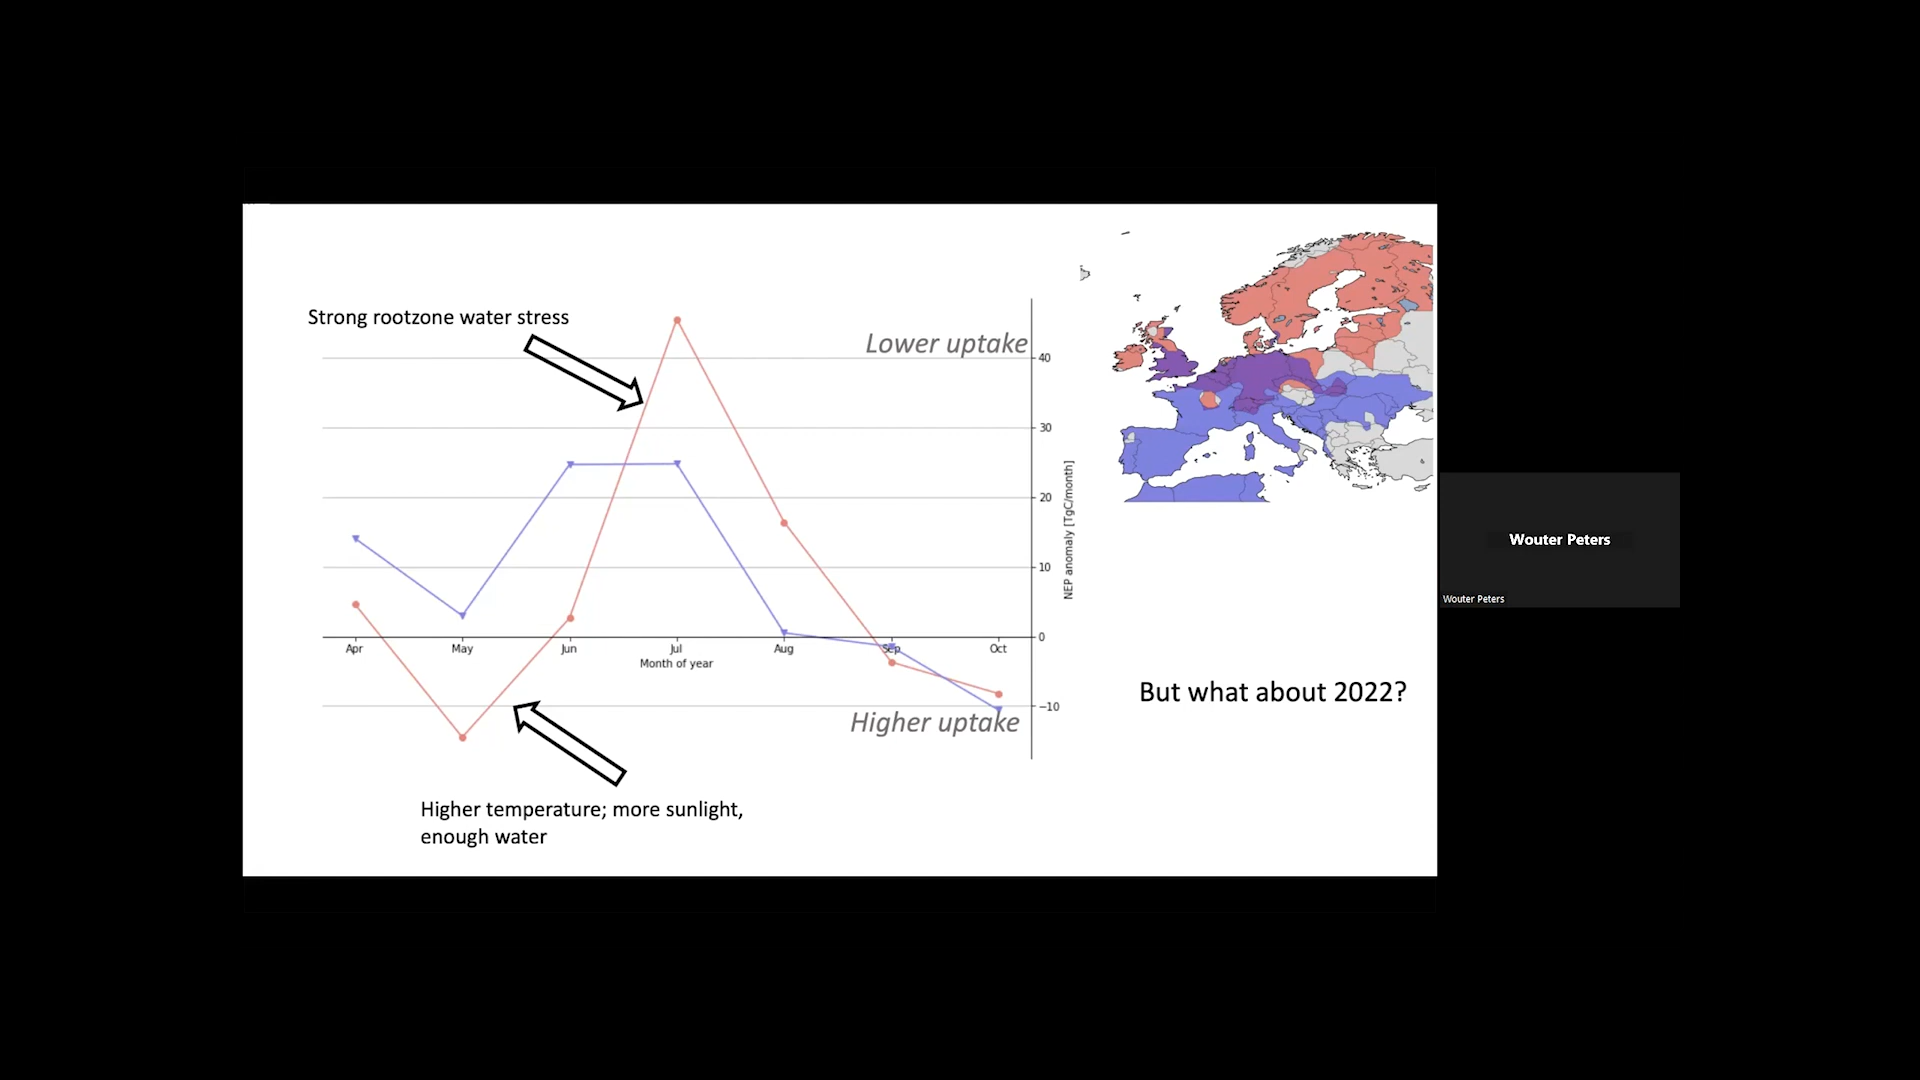 Strong rootzone water stress
Lower uptake
40
30
20
10
0
−10
NEP anomaly [TgC/month]
Apr
May
Jun
Jul
Aug
Sep
Oct
Month of year
Higher uptake
Higher temperature; more sunlight,
enough water
But what about 2022?
Wouter Peters
Wouter Peters